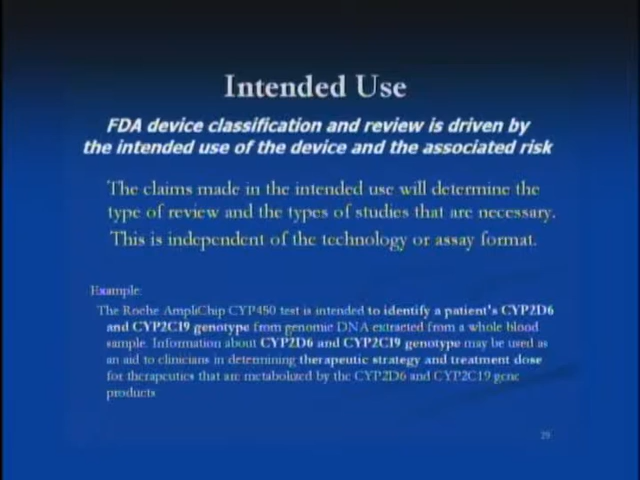 Intended Use
FDA device classification and review is driven by
the intended use of the device and the associated risk
The claims made in the intended use will determine the
type of review and the types of studies that are necessary.
This is independent of the technology or assay format.
Example:
The Roche AmpliChip CYP450 test is intended to identify a patient's CYP2D6
and CYP2C19 genotype from genomic DNA extracted from a whole blood
sample. Information about CYP2D6 and CYP2C19 genotype may be used as
an aid to clinicians in determining therapeutic strategy and treatment dose
for therapeutics that are metabolized by the CYP2D6 and CYP2C19 gene
products
29